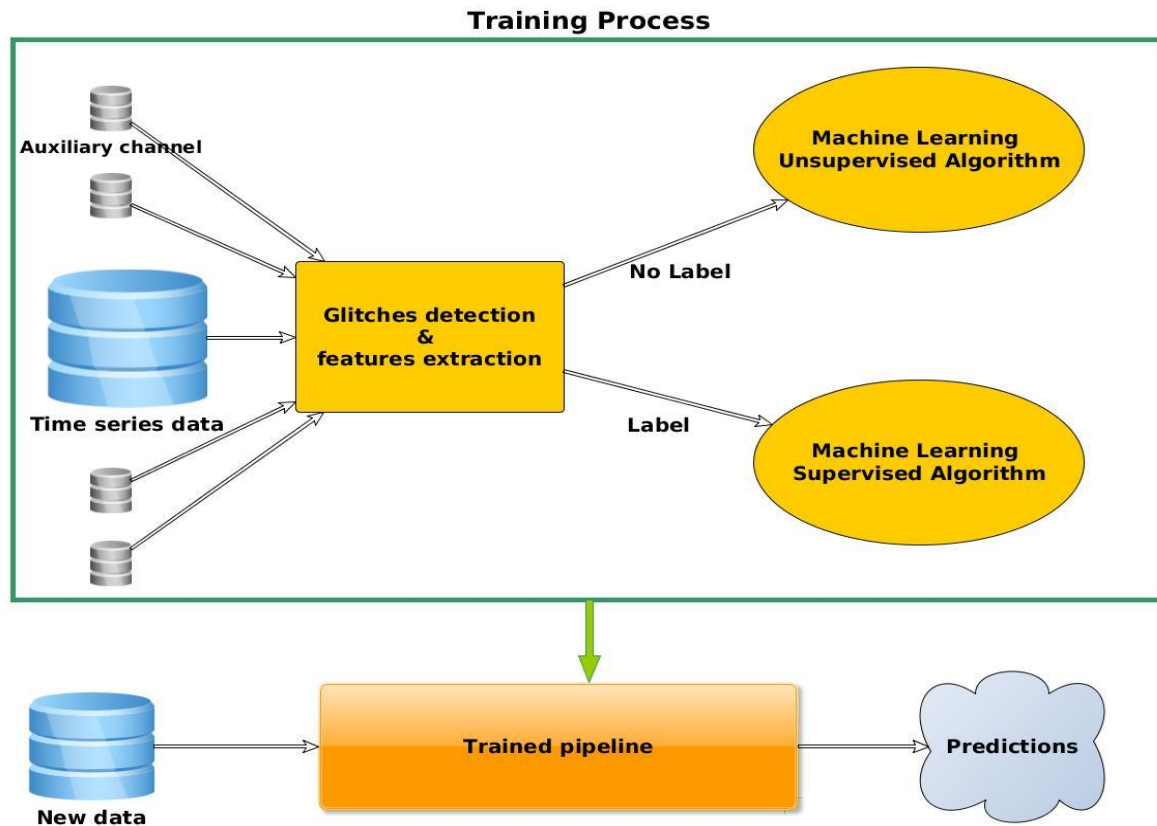 Training Process
Auxiliary channel
Machine Learning
Unsupervised Algorithm
No Label
Glitches detection
&
features extraction
Time series data
Label
Machine Learning
Supervised Algorithm
Trained pipeline
Predictions
New data